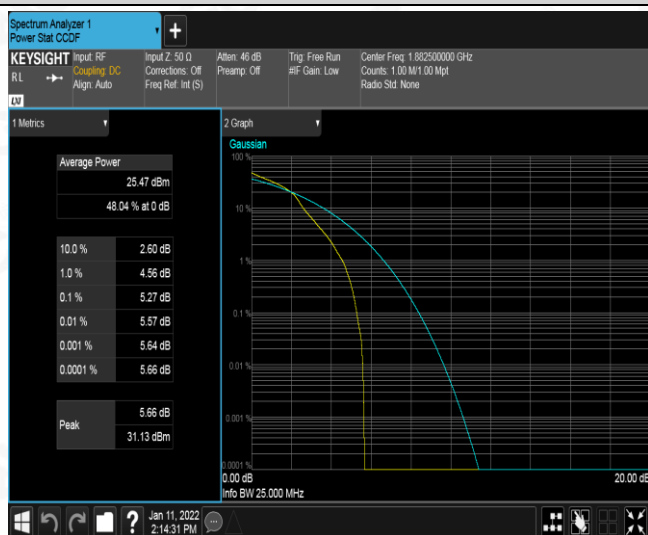 Spectrum Analyzer 1
Power Stat CCDF
+
KEYSIGHT
RL
LXI
Input: RF
Coupling: DC
Align: Auto
Input Z: 50 Ω
Corrections: Off
Freq Ref: Int (S)
Atten: 46 dB
Preamp: Off
Trig: Free Run
#IF Gain: Low
Center Freq: 1.882500000 GHz
Counts: 1.00 M/1.00 Mpt
Radio Std: None
1 Metrics
Average Power
25.47 dBm
48.04 % at 0 dB
10.0 % 2.60 dB
1.0 % 4.56 dB
0.1 % 5.27 dB
0.01 % 5.57 dB
0.001 % 5.64 dB
0.0001 % 5.66 dB
Peak
5.66 dB
31.13 dBm
2 Graph
Gaussian
100 %
10 %
1 %
0.1 %
0.01 %
0.001 %
0.0001 %
0.00 dB 20.00 dB
Info BW 25.000 MHz
?
Jan 11, 2022
2:14:31 PM